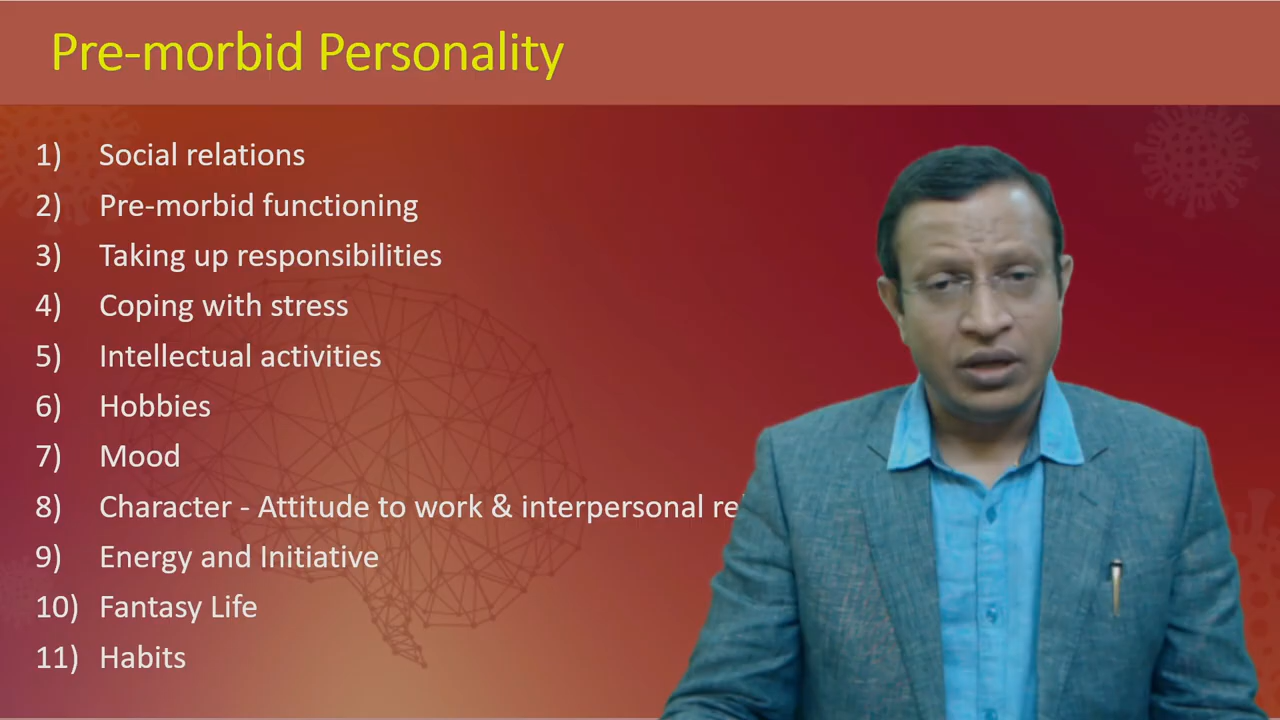 Pre-morbid Personality
1) Social relations
2) Pre-morbid functioning
3) Taking up responsibilities
4) Coping with stress
5) Intellectual activities
6) Hobbies
7) Mood
8) Character - Attitude to work & interpersonal
9) Energy and Initiative
10) Fantasy Life
11) Habits